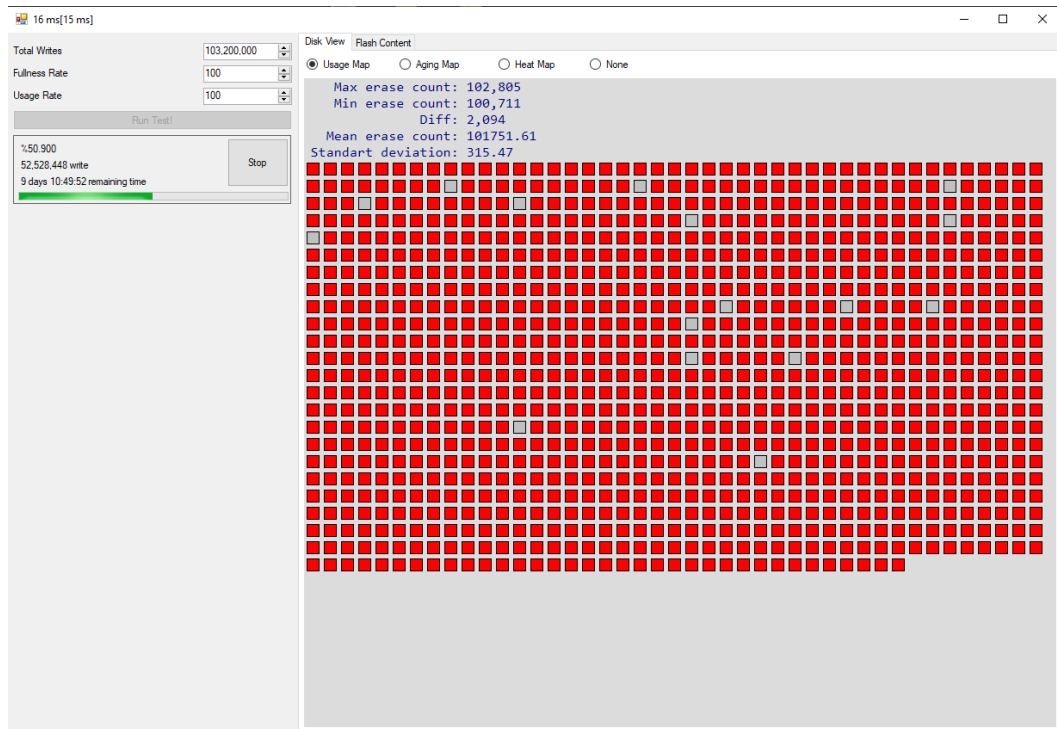 16 ms[15 ms]
Total Writes 103,200,000
Fullness Rate 100
Usage Rate 100
Run Test!
%50.900
52,528,448 write
9 days 10:49:52 remaining time
Stop
Disk View Flash Content
Usage Map Aging Map Heat Map None
Max erase count: 102,805
Min erase count: 100,711
Diff: 2,094
Mean erase count: 101751.61
Standart deviation: 315.47